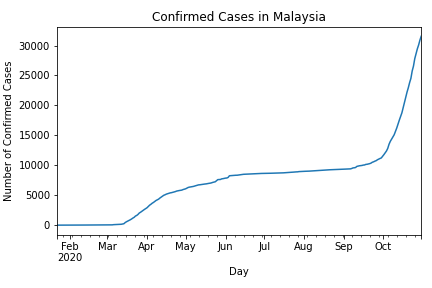 Confirmed Cases in Malaysia
Number of Confirmed Cases
30000
25000
20000
15000
10000
5000
0
Feb Mar Apr May Jun Jul Aug Sep Oct
2020
Day